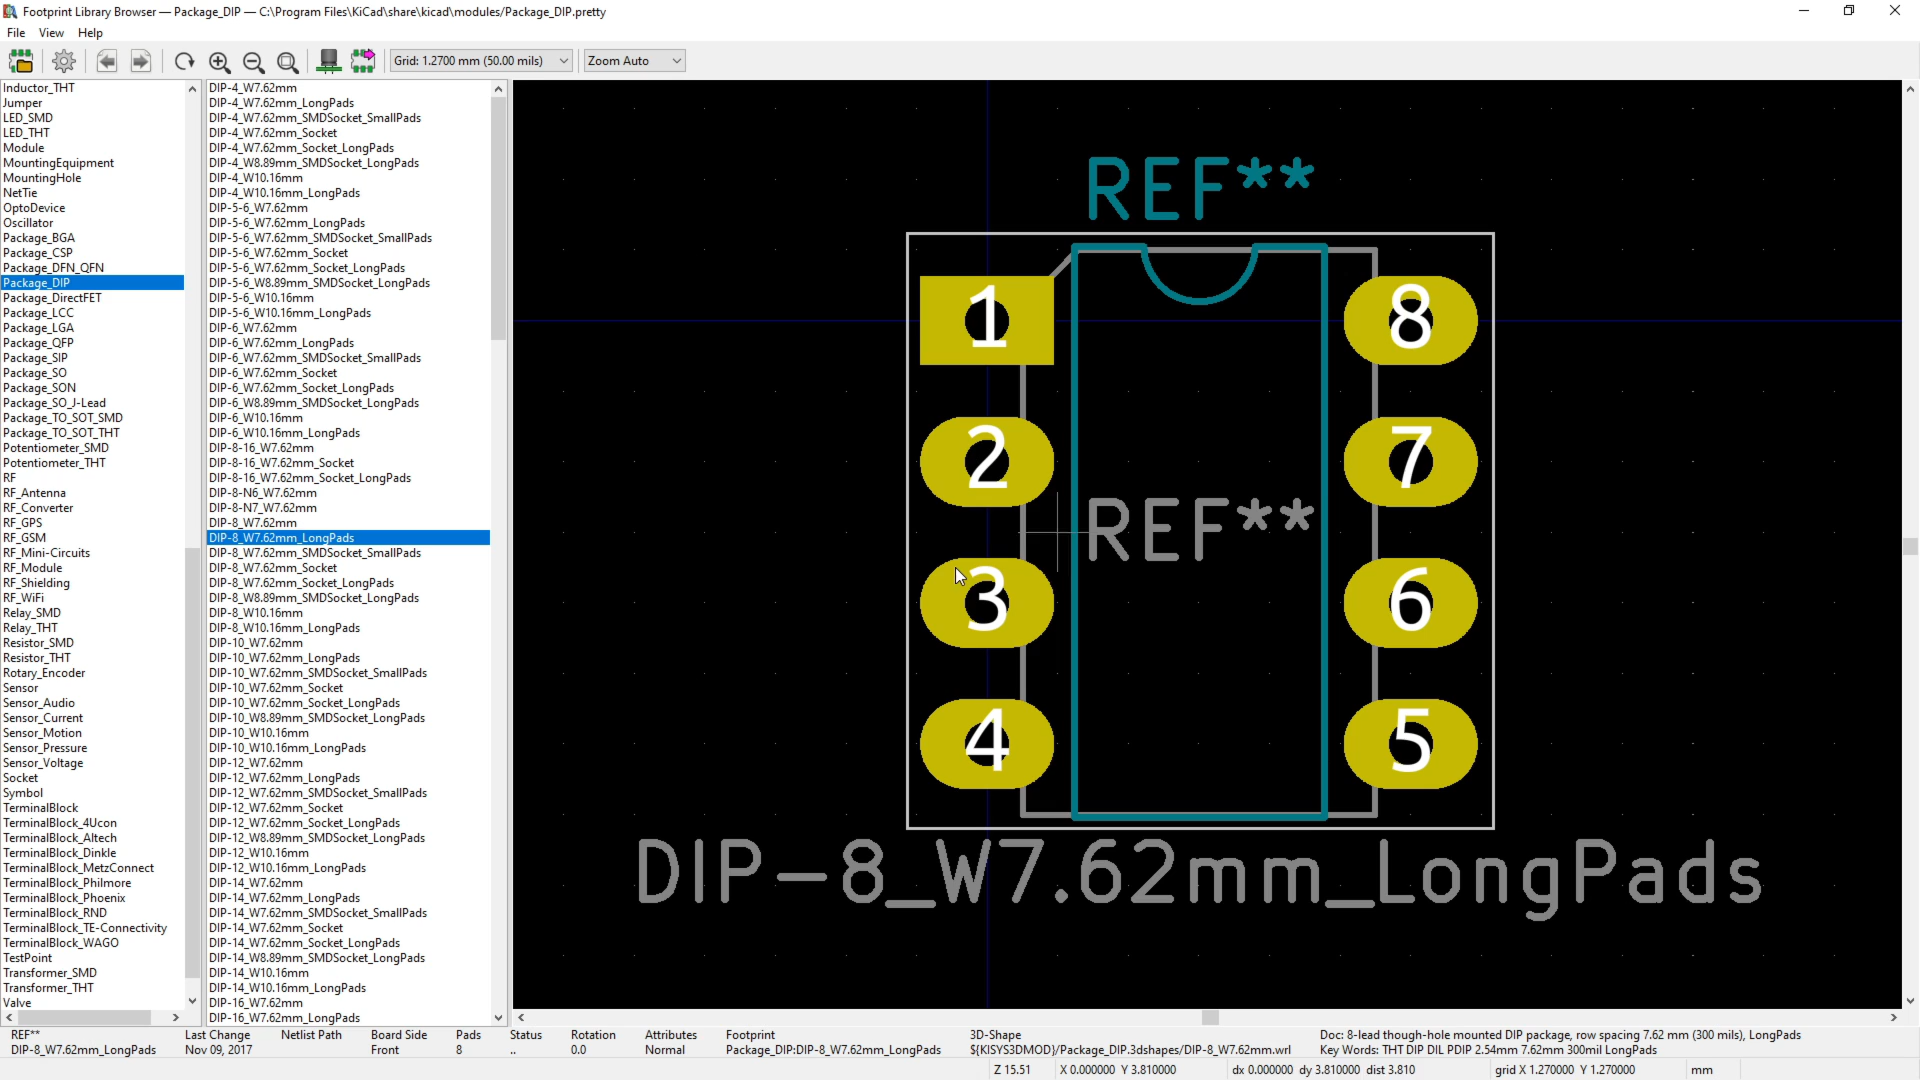 Footprint Library Browser — Package_DIP — C:\Program Files\KiCad\share\kicad\modules/Package_DIP.pretty
File View Help
Grid: 1.2700 mm (50.00 mils) Zoom Auto
Inductor_THT
Jumper
LED_SMD
LED_THT
Module
MountingEquipment
MountingHole
NetTie
OptoDevice
Oscillator
Package_BGA
Package_CSP
Package_DFN_QFN
Package_DIP
Package_DirectFET
Package_LCC
Package_LGA
Package_QFP
Package_SIP
Package_SO
Package_SON
Package_SO_J-Lead
Package_TO_SOT_SMD
Package_TO_SOT_THT
Potentiometer_SMD
Potentiometer_THT
RF
RF_Antenna
RF_Converter
RF_GPS
RF_GSM
RF_Mini-Circuits
RF_Module
RF_Shielding
RF_WiFi
Relay_SMD
Relay_THT
Resistor_SMD
Resistor_THT
Rotary_Encoder
Sensor
Sensor_Audio
Sensor_Current
Sensor_Motion
Sensor_Pressure
Sensor_Voltage
Socket
Symbol
TerminalBlock
TerminalBlock_4Ucon
TerminalBlock_Altech
TerminalBlock_Dinkle
TerminalBlock_MetzConnect
TerminalBlock_Philmore
TerminalBlock_Phoenix
TerminalBlock_RND
TerminalBlock_TE-Connectivity
TerminalBlock_WAGO
TestPoint
Transformer_SMD
Transformer_THT
Valve
DIP-4_W7.62mm
DIP-4_W7.62mm_LongPads
DIP-4_W7.62mm_SMDSocket_SmallPads
DIP-4_W7.62mm_Socket
DIP-4_W7.62mm_Socket_LongPads
DIP-4_W8.89mm_SMDSocket_LongPads
DIP-4_W10.16mm
DIP-4_W10.16mm_LongPads
DIP-5-6_W7.62mm
DIP-5-6_W7.62mm_LongPads
DIP-5-6_W7.62mm_SMDSocket_SmallPads
DIP-5-6_W7.62mm_Socket
DIP-5-6_W7.62mm_Socket_LongPads
DIP-5-6_W8.89mm_SMDSocket_LongPads
DIP-5-6_W10.16mm
DIP-5-6_W10.16mm_LongPads
DIP-6_W7.62mm
DIP-6_W7.62mm_LongPads
DIP-6_W7.62mm_SMDSocket_SmallPads
DIP-6_W7.62mm_Socket
DIP-6_W7.62mm_Socket_LongPads
DIP-6_W8.89mm_SMDSocket_LongPads
DIP-6_W10.16mm
DIP-6_W10.16mm_LongPads
DIP-8-16_W7.62mm
DIP-8-16_W7.62mm_Socket
DIP-8-16_W7.62mm_Socket_LongPads
DIP-8-N6_W7.62mm
DIP-8-N7_W7.62mm
DIP-8_W7.62mm
DIP-8_W7.62mm_LongPads
DIP-8_W7.62mm_SMDSocket_SmallPads
DIP-8_W7.62mm_Socket
DIP-8_W7.62mm_Socket_LongPads
DIP-8_W8.89mm_SMDSocket_LongPads
DIP-8_W10.16mm
DIP-8_W10.16mm_LongPads
DIP-10_W7.62mm
DIP-10_W7.62mm_LongPads
DIP-10_W7.62mm_SMDSocket_SmallPads
DIP-10_W7.62mm_Socket
DIP-10_W7.62mm_Socket_LongPads
DIP-10_W8.89mm_SMDSocket_LongPads
DIP-10_W10.16mm
DIP-10_W10.16mm_LongPads
DIP-12_W7.62mm
DIP-12_W7.62mm_LongPads
DIP-12_W7.62mm_SMDSocket_SmallPads
DIP-12_W7.62mm_Socket
DIP-12_W7.62mm_Socket_LongPads
DIP-12_W8.89mm_SMDSocket_LongPads
DIP-12_W10.16mm
DIP-12_W10.16mm_LongPads
DIP-14_W7.62mm
DIP-14_W7.62mm_LongPads
DIP-14_W7.62mm_SMDSocket_SmallPads
DIP-14_W7.62mm_Socket
DIP-14_W7.62mm_Socket_LongPads
DIP-14_W8.89mm_SMDSocket_LongPads
DIP-14_W10.16mm
DIP-14_W10.16mm_LongPads
DIP-16_W7.62mm
DIP-16_W7.62mm_LongPads
REF**
1 8
2 7
REF**
3 6
4 5
DIP-8_W7.62mm_LongPads
REF** Last Change Netlist Path Board Side Pads Status Rotation Attributes Footprint 3D-Shape Doc: 8-lead though-hole mounted DIP package, row spacing 7.62 mm (300 mils), LongPads
DIP-8_W7.62mm_LongPads Nov 09, 2017 Front 8 .. 0.0 Normal Package_DIP:DIP-8_W7.62mm_LongPads ${KISYS3DMOD}/Package_DIP.3dshapes/DIP-8_W7.62mm.wrl Key Words: THT DIP DIL PDIP 2.54mm 7.62mm 300mil LongPads
Z 15.51 X 0.000000 Y 3.810000 dx 0.000000 dy 3.810000 dist 3.810 grid X 1.270000 Y 1.270000 mm